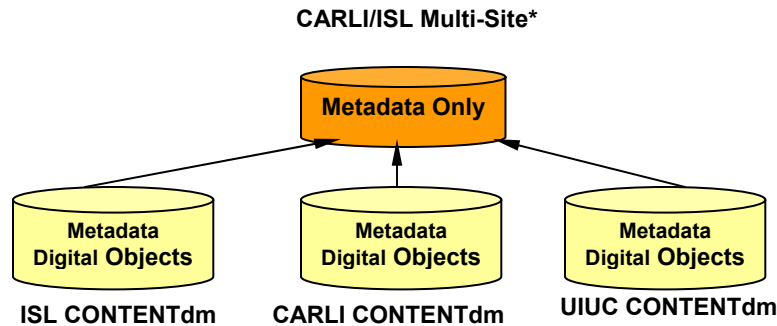 CARLI/ISL Multi-Site*
Metadata Only
Metadata
Digital Objects
Metadata
Digital Objects
Metadata
Digital Objects
ISL CONTENTdm
CARLI CONTENTdm
UIUC CONTENTdm